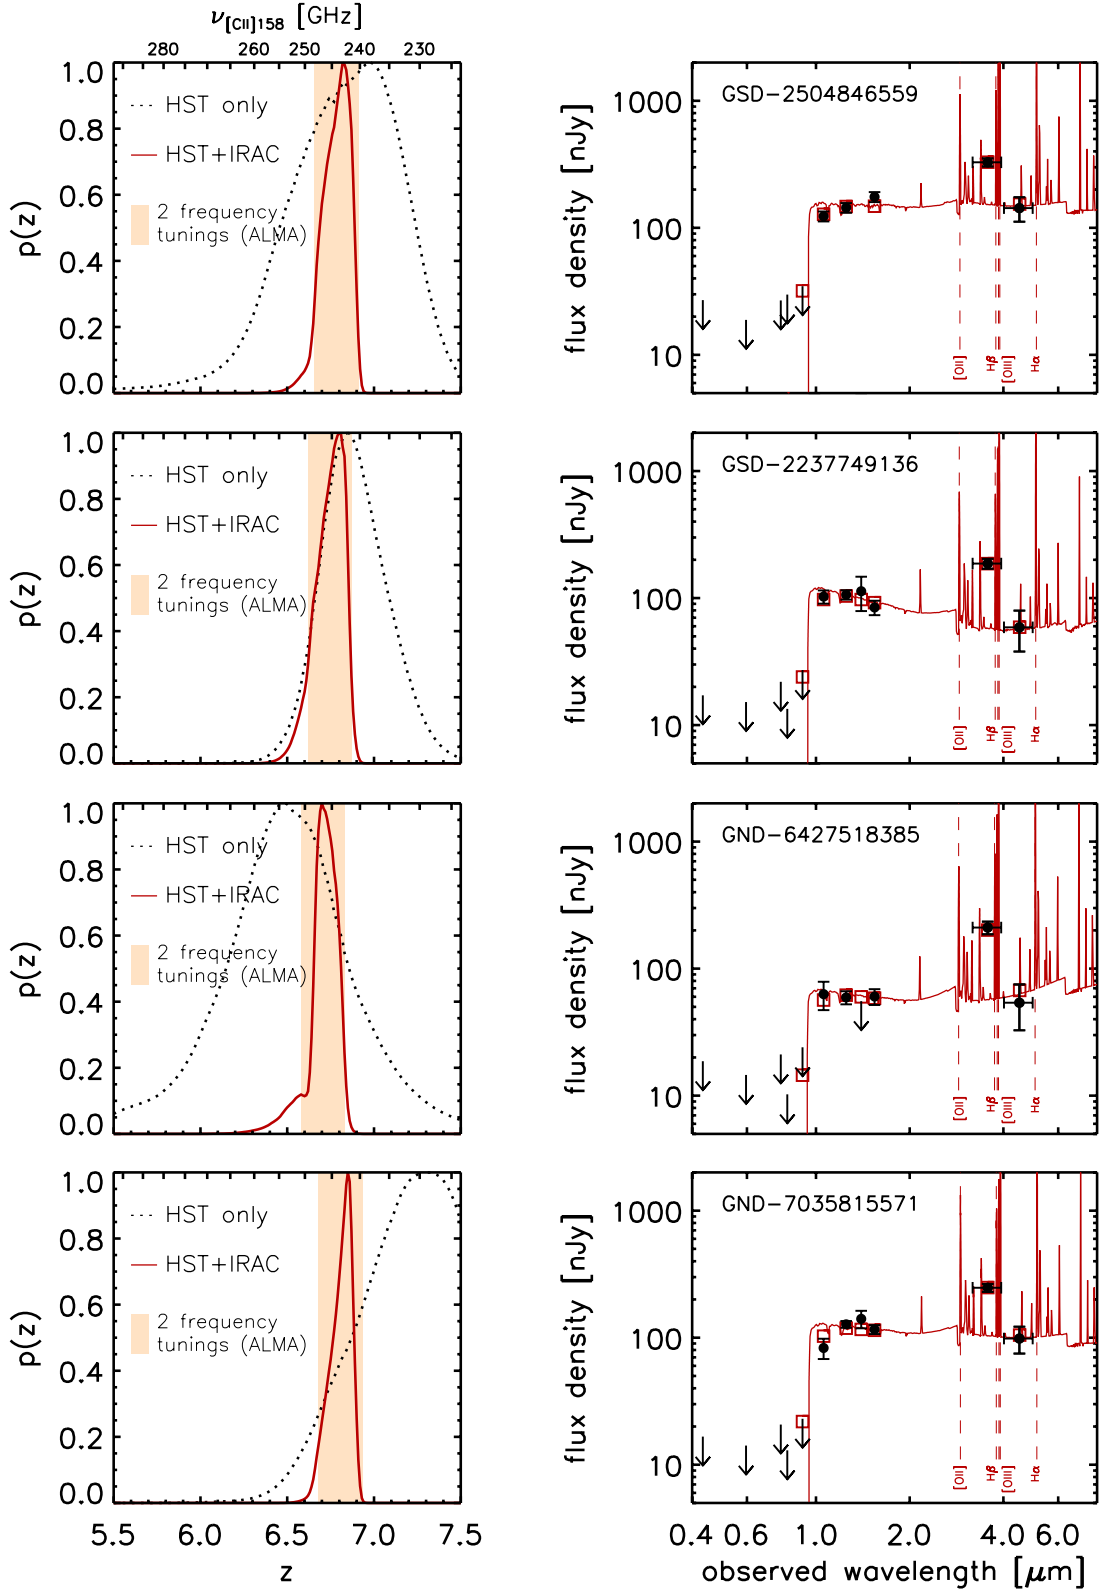 ν[CII]158 [GHz]
280 260 250 240 230
1.0
0.8
0.6
0.4
0.2
0.0
p(z)
HST only
HST+IRAC
2 frequency
tunings (ALMA)
GSD-2504846559
1000
100
10
flux density [nJy]
[OII] Hβ [OIII] Hα
1.0
0.8
0.6
0.4
0.2
0.0
p(z)
HST only
HST+IRAC
2 frequency
tunings (ALMA)
GSD-2237749136
1000
100
10
flux density [nJy]
[OII] Hβ [OIII] Hα
1.0
0.8
0.6
0.4
0.2
0.0
p(z)
HST only
HST+IRAC
2 frequency
tunings (ALMA)
GND-6427518385
1000
100
10
flux density [nJy]
[OII] Hβ [OIII] Hα
1.0
0.8
0.6
0.4
0.2
0.0
p(z)
HST only
HST+IRAC
2 frequency
tunings (ALMA)
5.5 6.0 6.5 7.0 7.5
z
GND-7035815571
1000
100
10
flux density [nJy]
[OII] Hβ [OIII] Hα
0.4 0.6 1.0 2.0 4.0 6.0
observed wavelength [μm]